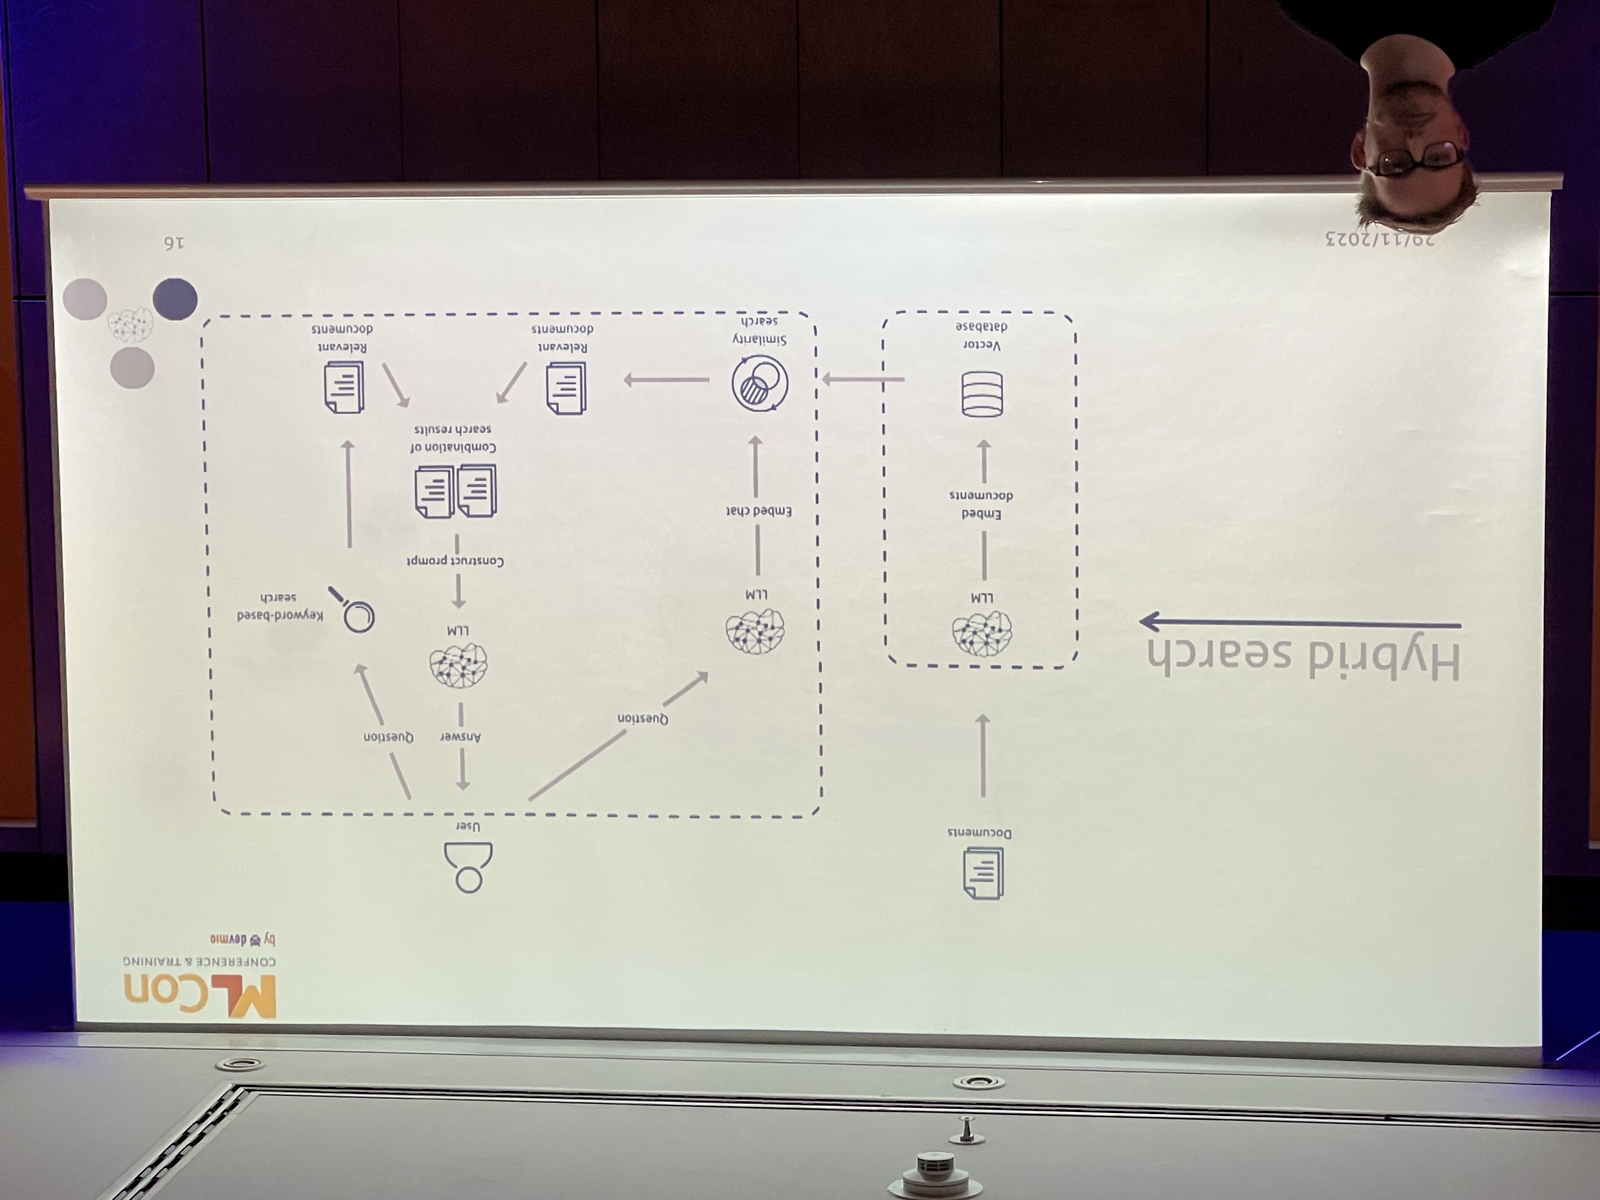 MLCon
CONFERENCE & TRAINING
by devmio
Documents
User
Question
Answer
Question
Hybrid search
LLM
LLM
LLM
Keyword-based
search
Construct prompt
Embed
documents
Embed chat
Combination of
search results
Vector
database
Similarity
search
Relevant
documents
Relevant
documents
29/11/2023
16